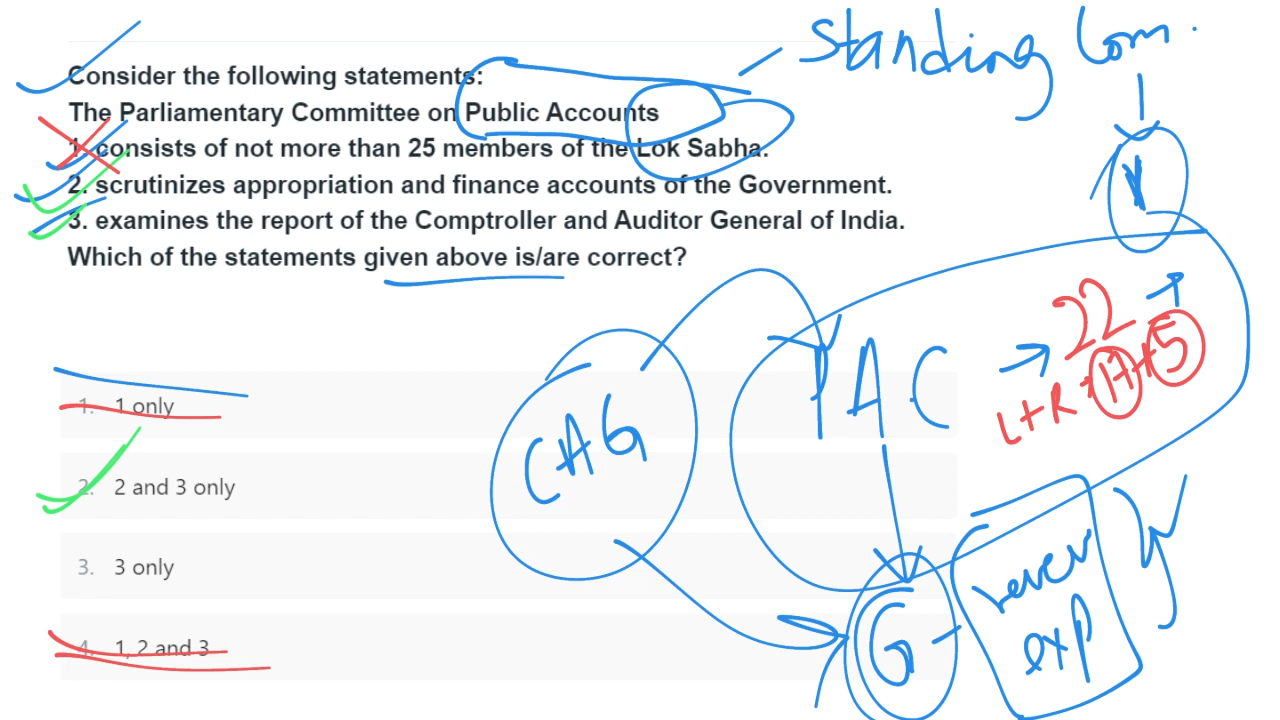 Standing Com.
Consider the following statements:
The Parliamentary Committee on Public Accounts
1. consists of not more than 25 members of the Lok Sabha.
2. scrutinizes appropriation and finance accounts of the Government.
3. examines the report of the Comptroller and Auditor General of India.
Which of the statements given above is/are correct?
22
PAC
L+R 17+5
1. 1 only
CAG
2. 2 and 3 only
3. 3 only
G
exp
4. 1, 2 and 3